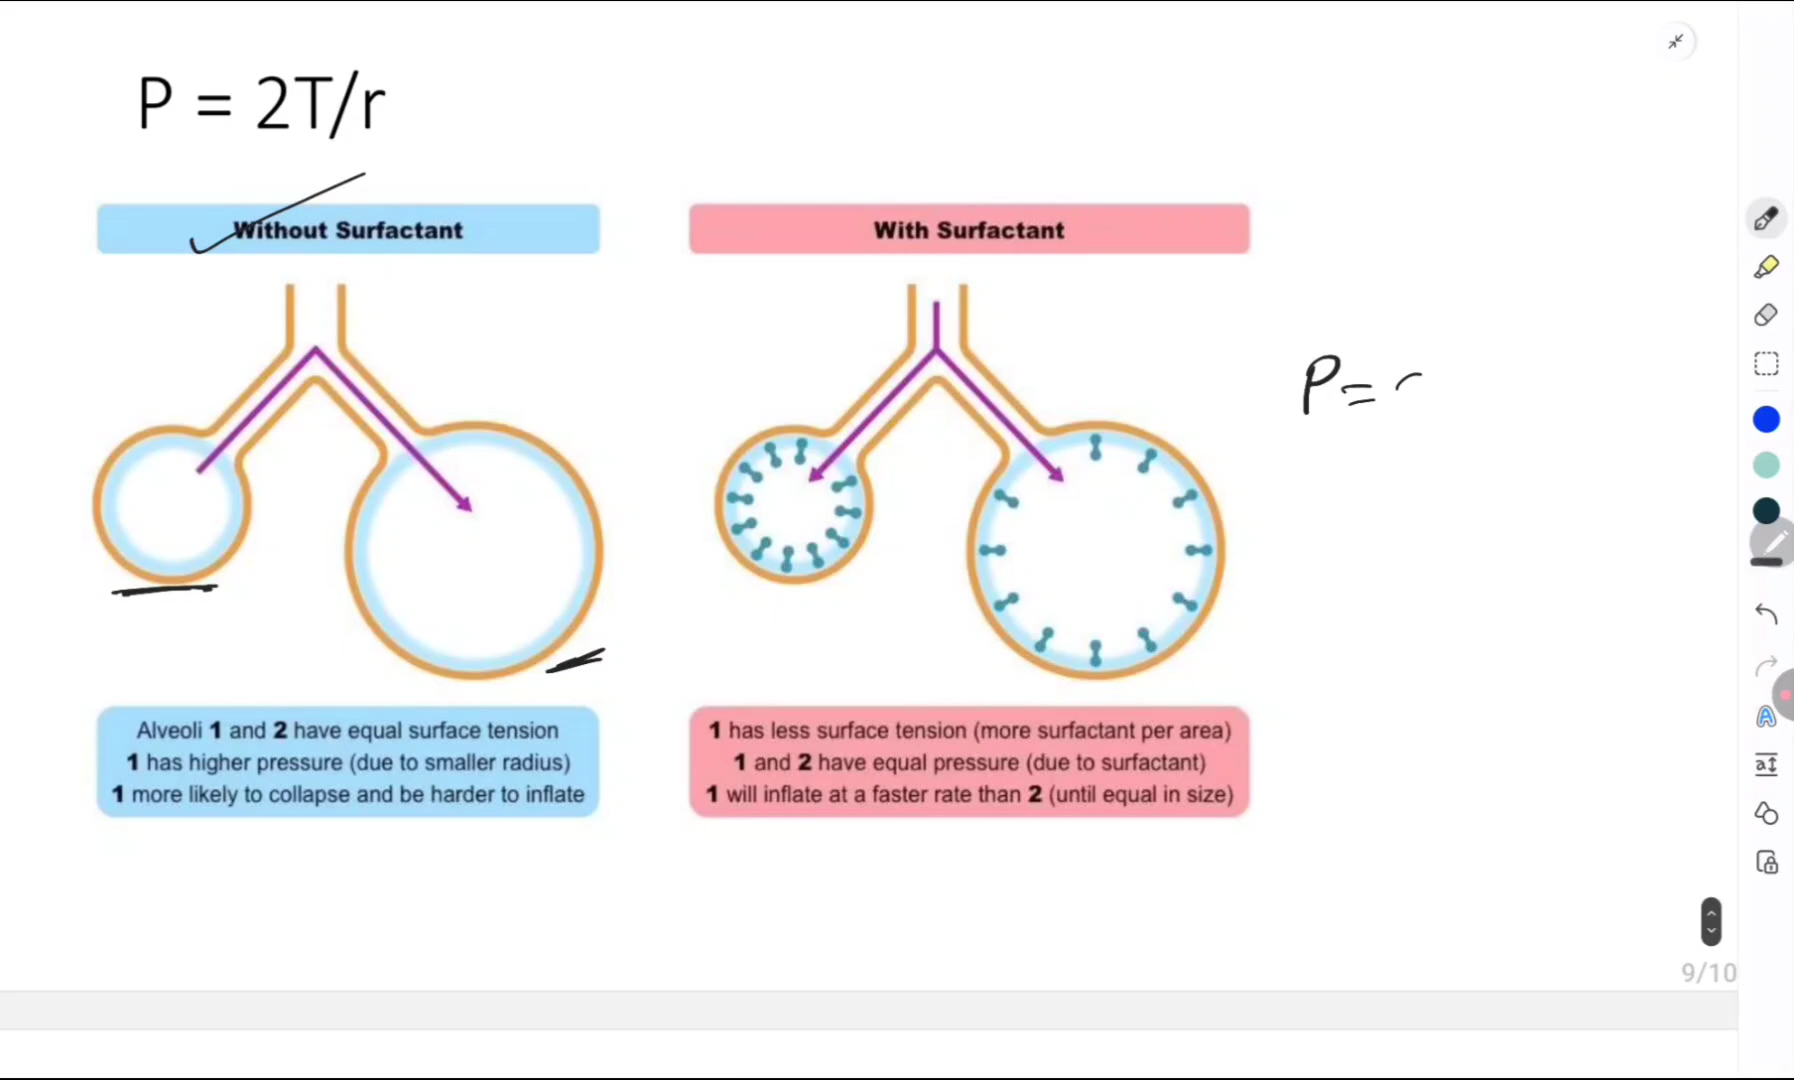 P = 2T/r
Without Surfactant
With Surfactant
P =
Alveoli 1 and 2 have equal surface tension
1 has higher pressure (due to smaller radius)
1 more likely to collapse and be harder to inflate
1 has less surface tension (more surfactant per area)
1 and 2 have equal pressure (due to surfactant)
1 will inflate at a faster rate than 2 (until equal in size)
9/10